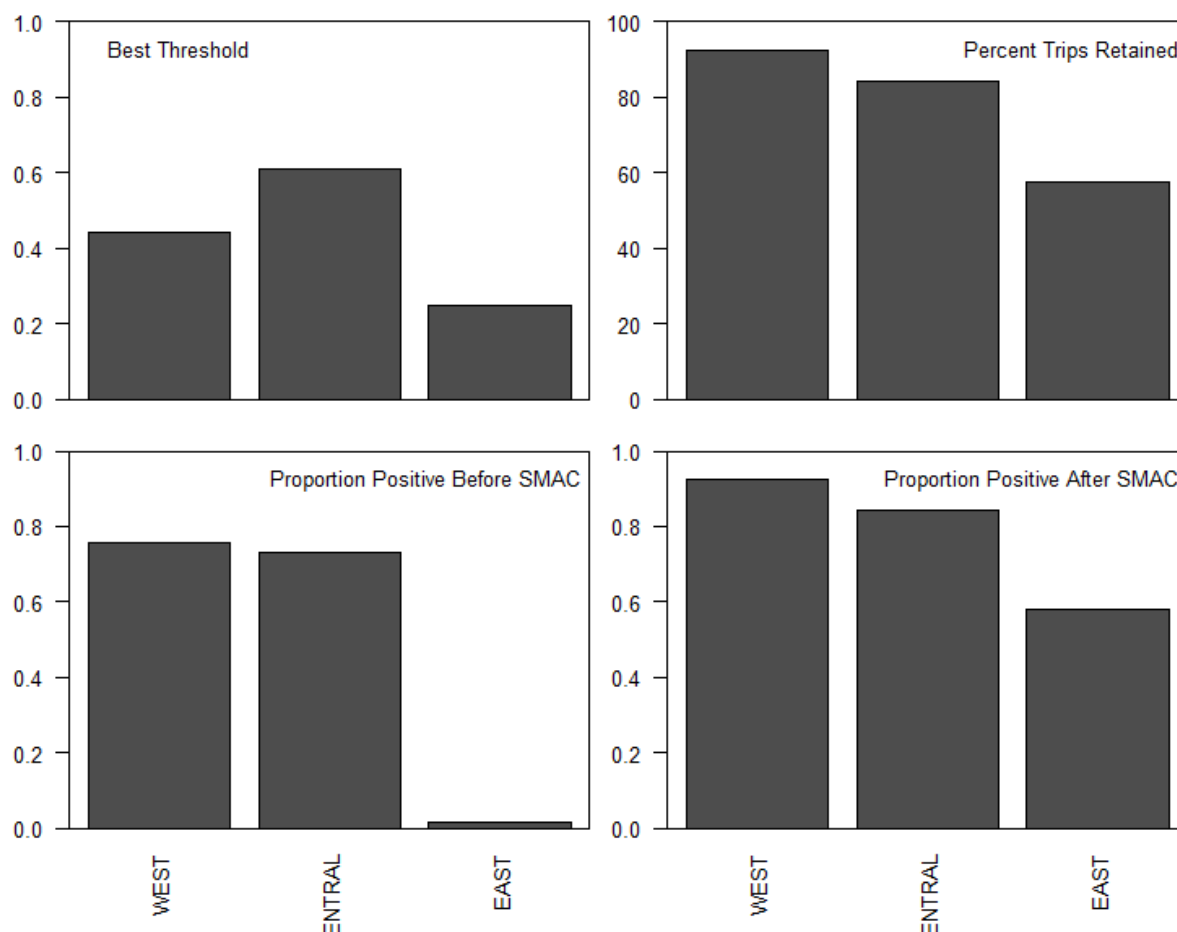 1.0
Best Threshold
0.8
0.6
0.4
0.2
0.0
100
Percent Trips Retained
80
60
40
20
0
1.0
Proportion Positive Before SMAC
0.8
0.6
0.4
0.2
0.0
WEST
ENTRAL
EAST
1.0
Proportion Positive After SMAC
0.8
0.6
0.4
0.2
0.0
WEST
ENTRAL
EAST